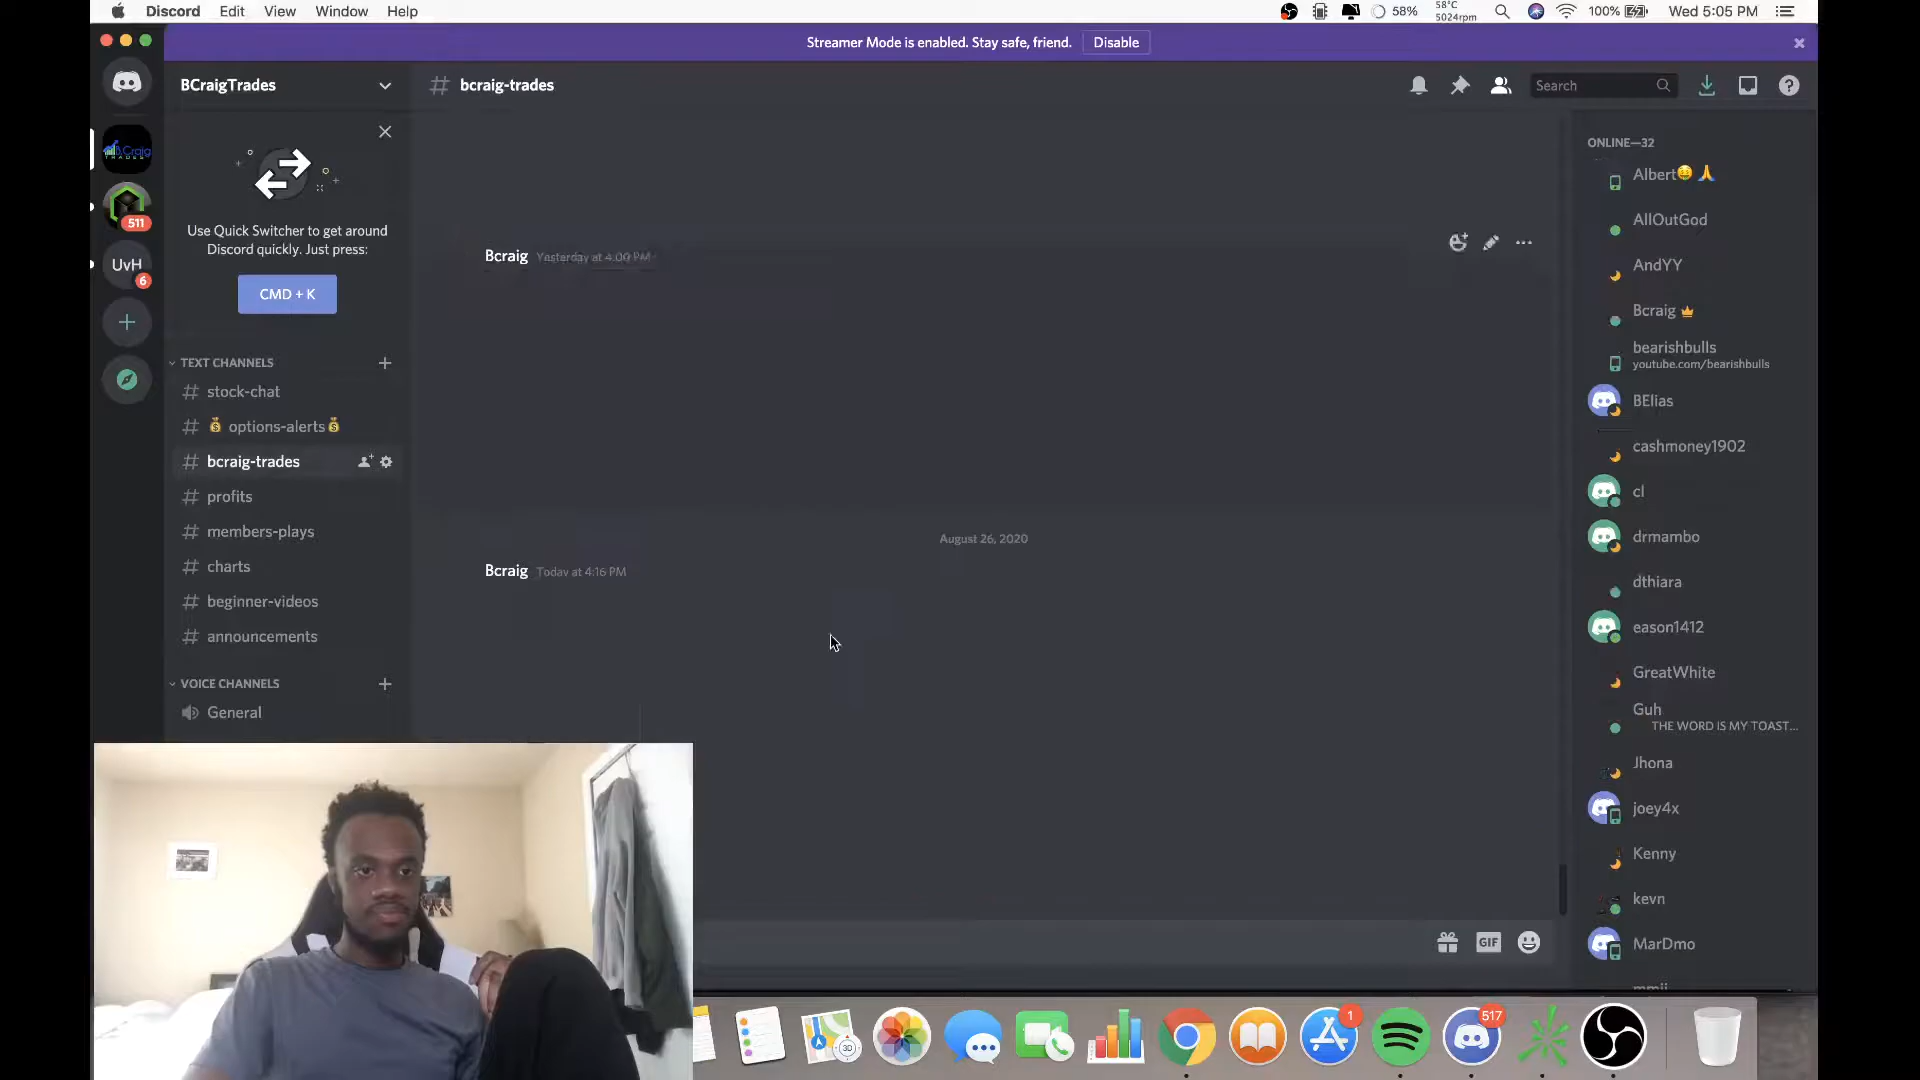 Discord Edit View Window Help 58% 58°C 5024rpm 100% Wed 5:05 PM
Streamer Mode is enabled. Stay safe, friend. Disable
BCraigTrades
bcraig-trades
Search
B.Craig
TRADES
511
UvH
6
Use Quick Switcher to get around
Discord quickly. Just press:
CMD + K
TEXT CHANNELS
stock-chat
options-alerts
bcraig-trades
profits
members-plays
charts
beginner-videos
announcements
VOICE CHANNELS
General
Bcraig Yesterday at 4:00 PM
August 26, 2020
Bcraig Today at 4:16 PM
GIF
ONLINE—32
Albert
AllOutGod
AndYY
Bcraig
bearishbulls
youtube.com/bearishbulls
BElias
cashmoney1902
cl
drmambo
dthiara
eason1412
GreatWhite
Guh
THE WORD IS MY TOAST...
Jhona
joey4x
Kenny
kevn
MarDmo
3D
1
517